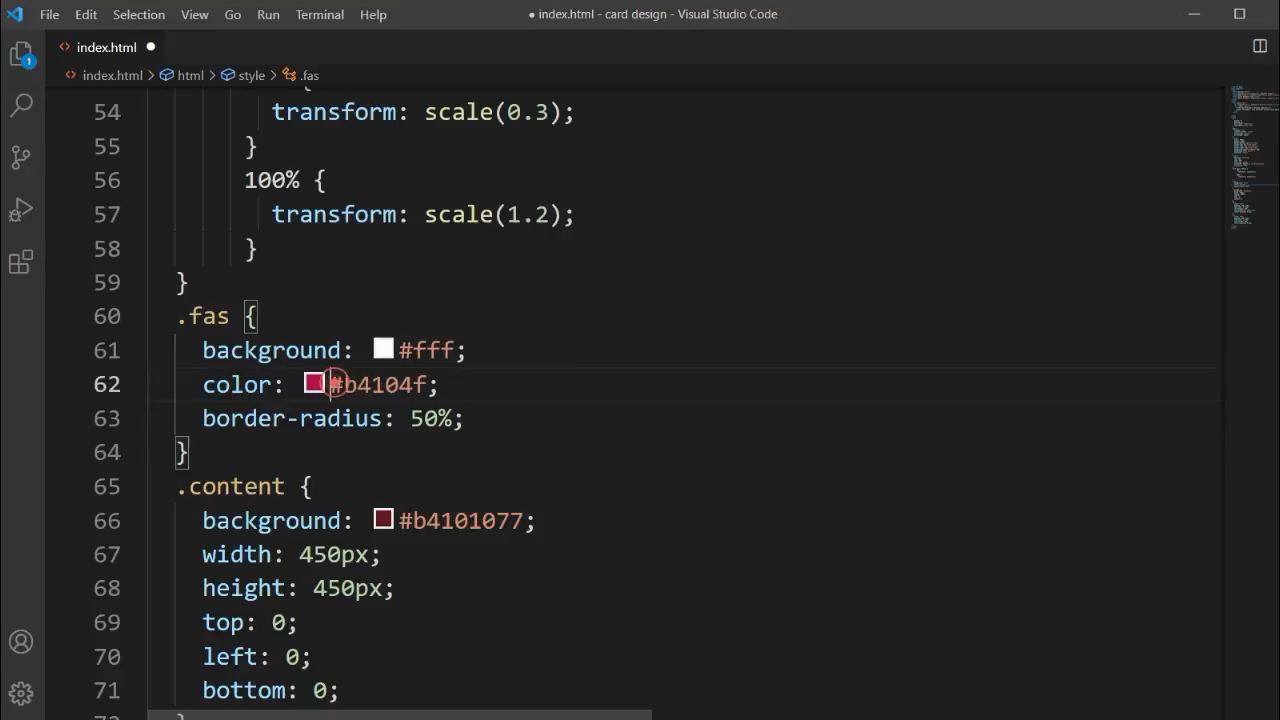 File Edit Selection View Go Run Terminal Help ● index.html - card design - Visual Studio Code
index.html
index.html > html > style > .fas
1
54 transform: scale(0.3);
55 }
56 100% {
57 transform: scale(1.2);
58 }
59 }
60 .fas {
61 background: #fff;
62 color: #b4104f;
63 border-radius: 50%;
64 }
65 .content {
66 background: #b4101077;
67 width: 450px;
68 height: 450px;
69 top: 0;
70 left: 0;
71 bottom: 0;